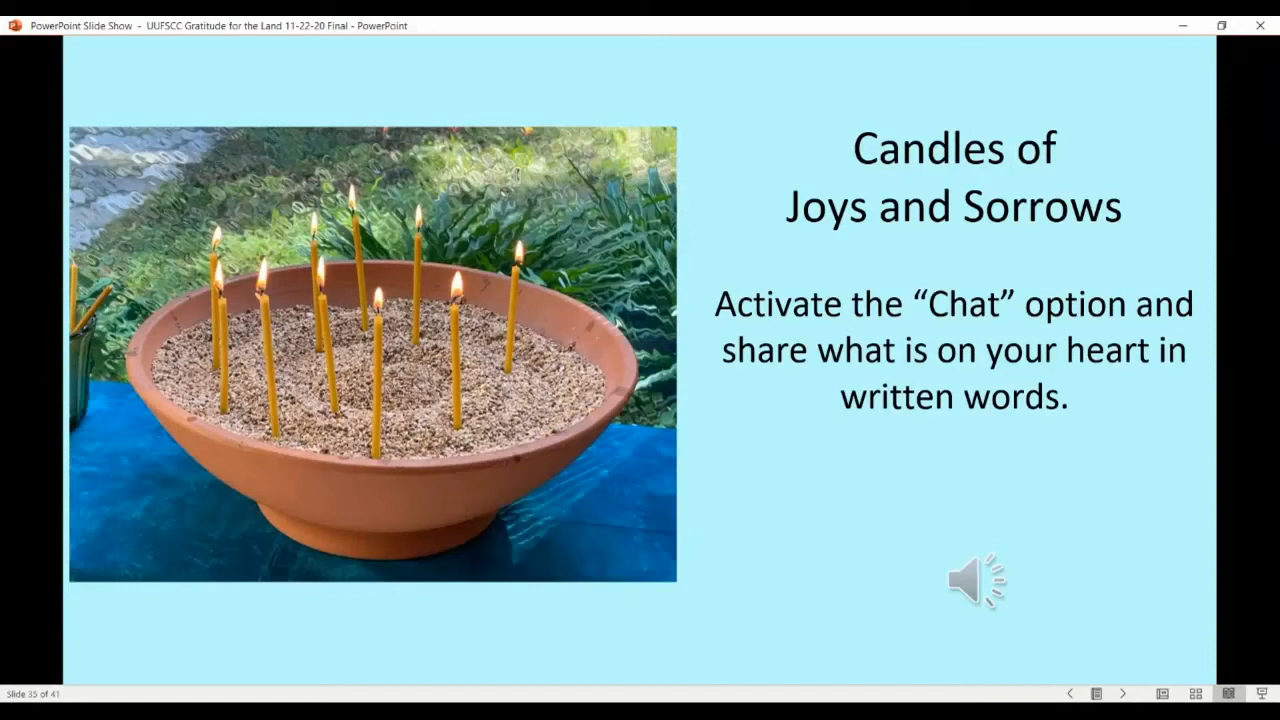 PowerPoint Slide Show - UUFSCC Gratitude for the Land 11-22-20 Final - PowerPoint
Candles of
Joys and Sorrows
Activate the “Chat” option and
share what is on your heart in
written words.
Slide 35 of 41